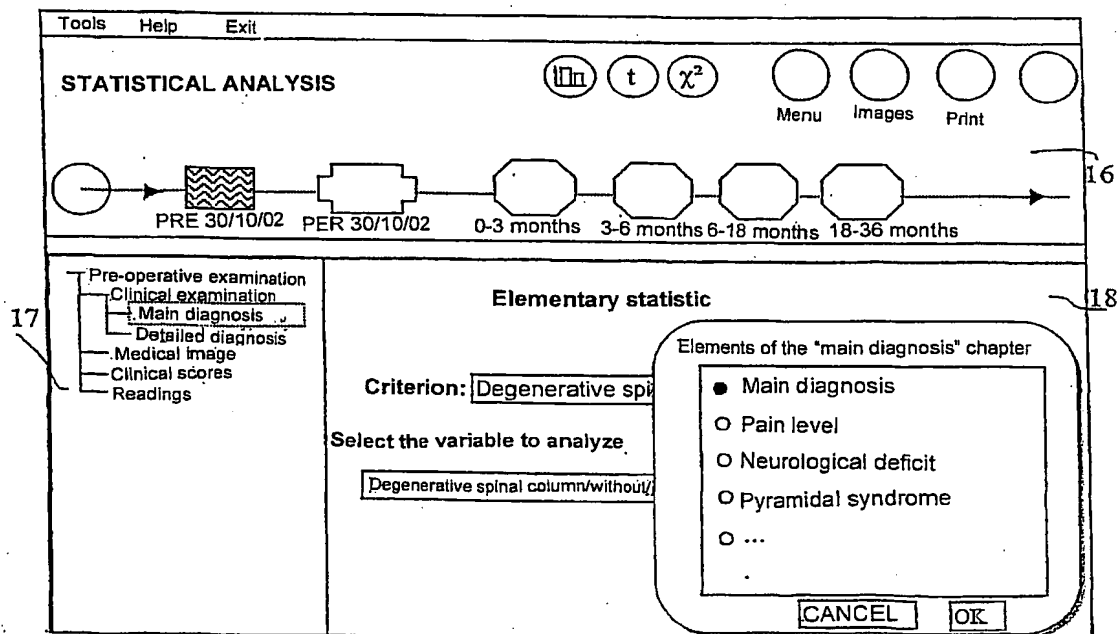 Tools Help Exit
STATISTICAL ANALYSIS
t χ²
Menu Images Print
16
PRE 30/10/02 PER 30/10/02 0-3 months 3-6 months 6-18 months 18-36 months
17
Pre-operative examination
Clinical examination
Main diagnosis
Detailed diagnosis
Medical image
Clinical scores
Readings
18
Elementary statistic
Criterion: Degenerative spi
Select the variable to analyze
Degenerative spinal column/without/
Elements of the "main diagnosis" chapter
Main diagnosis
Pain level
Neurological deficit
Pyramidal syndrome
...
CANCEL OK